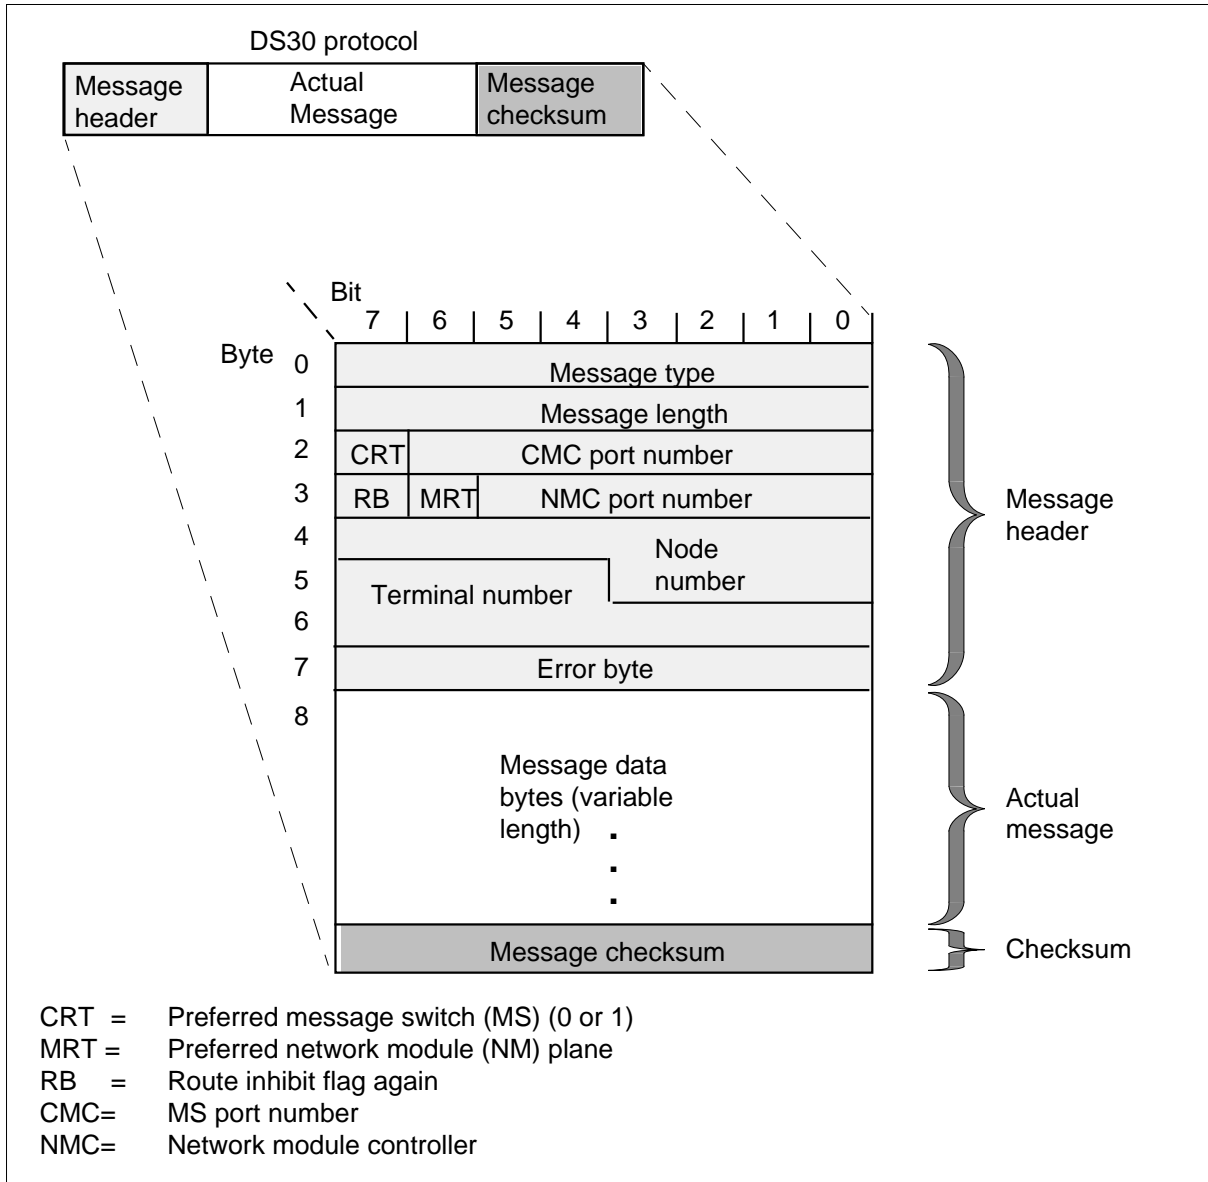 DS30 protocol
Message
header
Actual
Message
Message
checksum
Bit
7 6 5 4 3 2 1 0
Byte
0 Message type
1 Message length
2 CRT CMC port number
3 RB MRT NMC port number
4
Node
number
5
Terminal number
6
7 Error byte
8
Message data
bytes (variable
length)
Message checksum
Message
header
Actual
message
Checksum
CRT = Preferred message switch (MS) (0 or 1)
MRT = Preferred network module (NM) plane
RB = Route inhibit flag again
CMC= MS port number
NMC= Network module controller